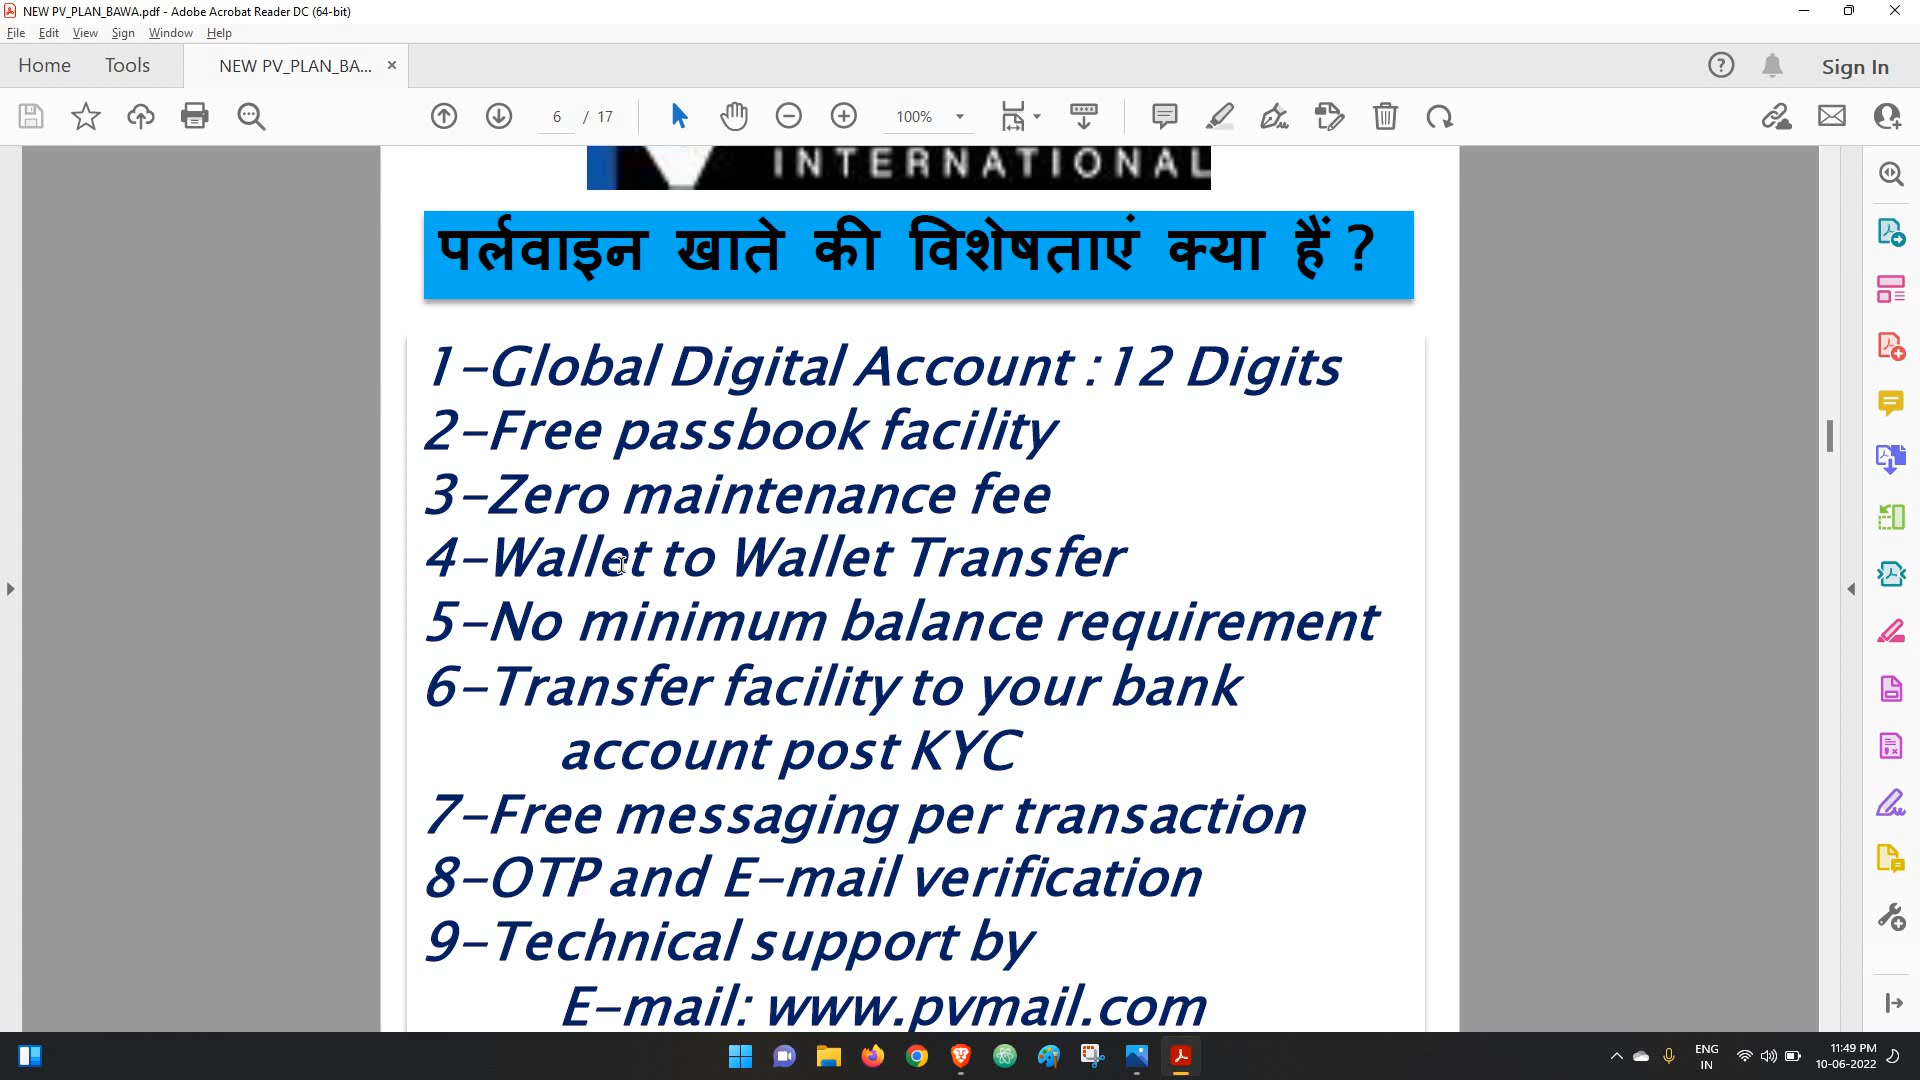 NEW PV_PLAN_BAWA.pdf - Adobe Acrobat Reader DC (64-bit)
File Edit View Sign Window Help
Home Tools NEW PV_PLAN_BA... × Sign In
6 / 17 100%
INTERNATIONAL
पर्लवाइन खाते की विशेषताएं क्या हैं ?
1-Global Digital Account :12 Digits
2-Free passbook facility
3-Zero maintenance fee
4-Wallet to Wallet Transfer
5-No minimum balance requirement
6-Transfer facility to your bank
account post KYC
7-Free messaging per transaction
8-OTP and E-mail verification
9-Technical support by
E-mail: www.pvmail.com
ENG
IN
11:49 PM
10-06-2022